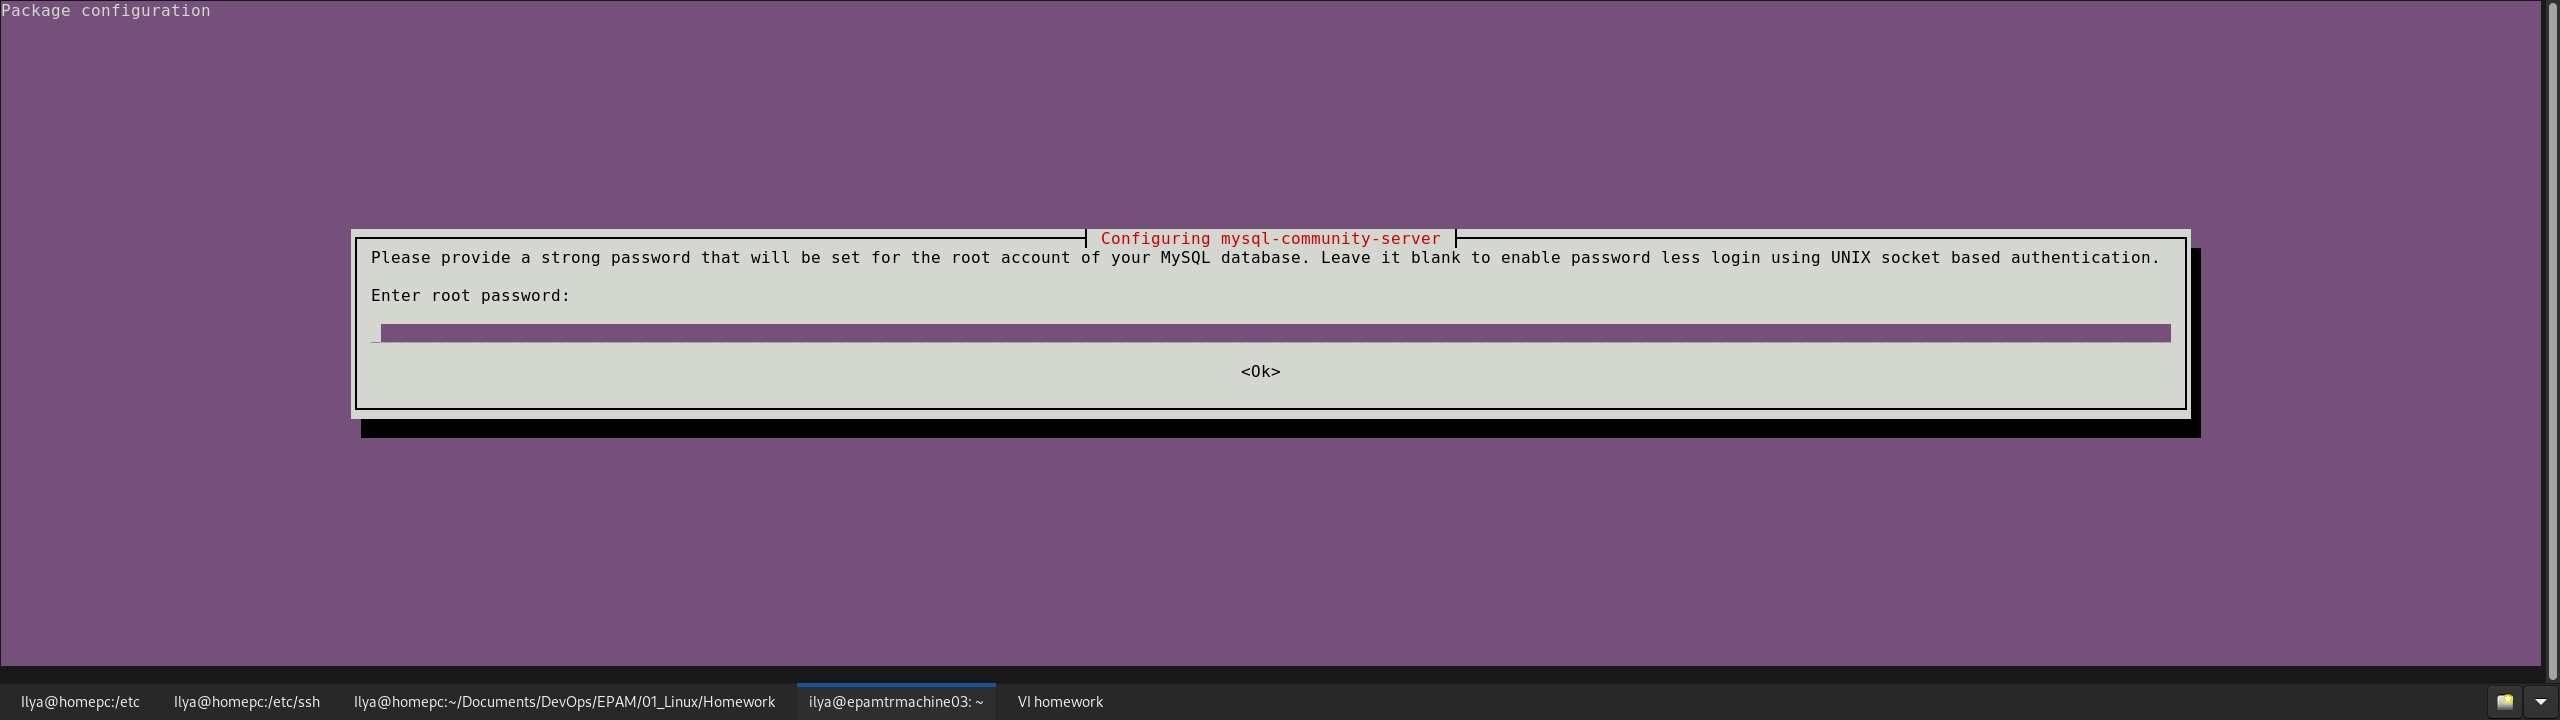 Package configuration
Configuring mysql-community-server
Please provide a strong password that will be set for the root account of your MySQL database. Leave it blank to enable password less login using UNIX socket based authentication.
Enter root password:
<Ok>
Ilya@homepc:/etc Ilya@homepc:/etc/ssh Ilya@homepc:~/Documents/DevOps/EPAM/01_Linux/Homework ilya@epamtrmachine03: ~ VI homework